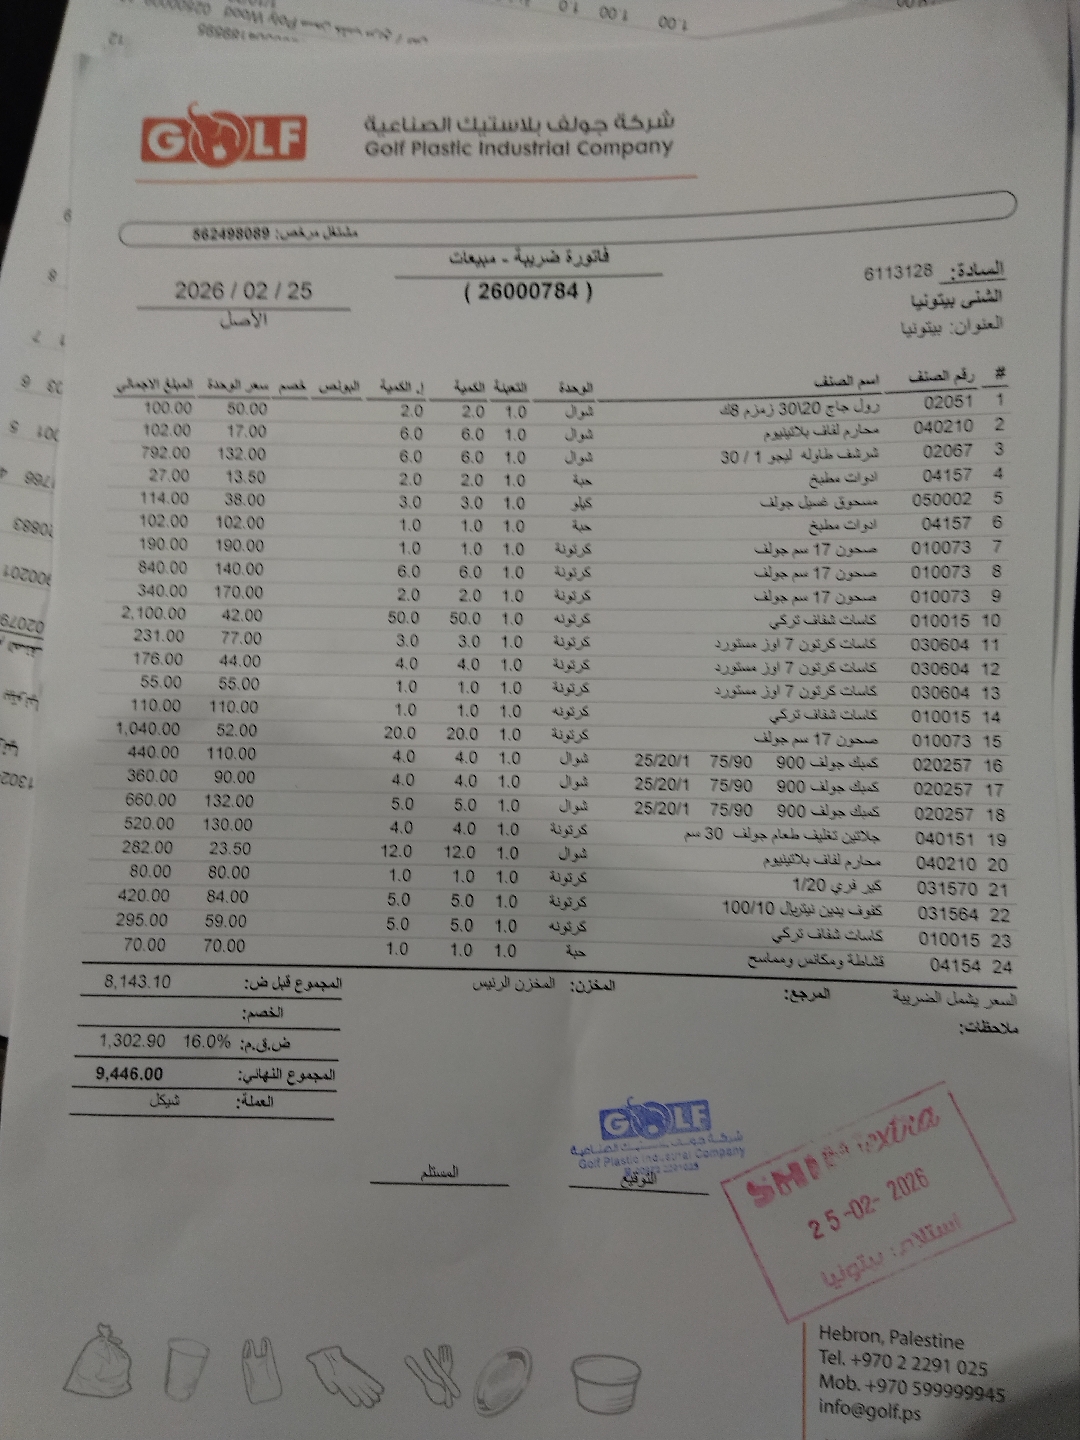 GOLF
شركة جولف بلاستيك الصناعية
Golf Plastic Industrial Company
مشتغل مرخص: 562498089
فاتورة ضريبة - مبيعات
( 26000784 )
2026 / 02 / 25
الأصل
السادة: 6113128
الشني بيتونيا
العنوان: بيتونيا
# رقم الصنف اسم الصنف الوحدة التعبئة الكمية إ. الكمية البونص خصم سعر الوحدة المبلغ الاجمالي
1 02051 رول جاج 20\30 زمزم 8ك شوال 1.0 2.0 2.0 50.00 100.00
2 040210 محارم لفاف بلاتينيوم شوال 1.0 6.0 6.0 17.00 102.00
3 02067 شرشف طاوله ليجو 1 / 30 شوال 1.0 6.0 6.0 132.00 792.00
4 04157 ادوات مطبخ حبة 1.0 2.0 2.0 13.50 27.00
5 050002 مسحوق غسيل جولف كيلو 1.0 3.0 3.0 38.00 114.00
6 04157 ادوات مطبخ حبة 1.0 1.0 1.0 102.00 102.00
7 010073 صحون 17 سم جولف كرتونة 1.0 1.0 1.0 190.00 190.00
8 010073 صحون 17 سم جولف كرتونة 1.0 6.0 6.0 140.00 840.00
9 010073 صحون 17 سم جولف كرتونة 1.0 2.0 2.0 170.00 340.00
10 010015 كاسات شفاف تركي كرتونه 1.0 50.0 50.0 42.00 2,100.00
11 030604 كاسات كرتون 7 اوز مستورد كرتونة 1.0 3.0 3.0 77.00 231.00
12 030604 كاسات كرتون 7 اوز مستورد كرتونة 1.0 4.0 4.0 44.00 176.00
13 030604 كاسات كرتون 7 اوز مستورد كرتونة 1.0 1.0 1.0 55.00 55.00
14 010015 كاسات شفاف تركي كرتونه 1.0 1.0 1.0 110.00 110.00
15 010073 صحون 17 سم جولف كرتونة 1.0 20.0 20.0 52.00 1,040.00
16 020257 كمبك جولف 900 75/90 25/20/1 شوال 1.0 4.0 4.0 110.00 440.00
17 020257 كمبك جولف 900 75/90 25/20/1 شوال 1.0 4.0 4.0 90.00 360.00
18 020257 كمبك جولف 900 75/90 25/20/1 شوال 1.0 5.0 5.0 132.00 660.00
19 040151 جلاتين تغليف طعام جولف 30 سم كرتونة 1.0 4.0 4.0 130.00 520.00
20 040210 محارم لفاف بلاتينيوم شوال 1.0 12.0 12.0 23.50 282.00
21 031570 كير فري 1/20 كرتونة 1.0 1.0 1.0 80.00 80.00
22 031564 كفوف يدين نيتريال 100/10 كرتونة 1.0 5.0 5.0 84.00 420.00
23 010015 كاسات شفاف تركي كرتونه 1.0 5.0 5.0 59.00 295.00
24 04154 قشاطة ومكانس ومماسح حبة 1.0 1.0 1.0 70.00 70.00
السعر يشمل الضريبة المرجع: المخزن: المخزن الرئيس
ملاحظات:
المجموع قبل ض: 8,143.10
الخصم:
ض.ق.م: 16.0% 1,302.90
المجموع النهائي: 9,446.00
العملة: شيكل
المستلم
التوقيع
GOLF
شركة جولف بلاستيك الصناعية
Golf Plastic Industrial Company
extra
25-02-2026
استلام: بيتونيا
Hebron, Palestine
Tel. +970 2 2291 025
Mob. +970 599999945
info@golf.ps